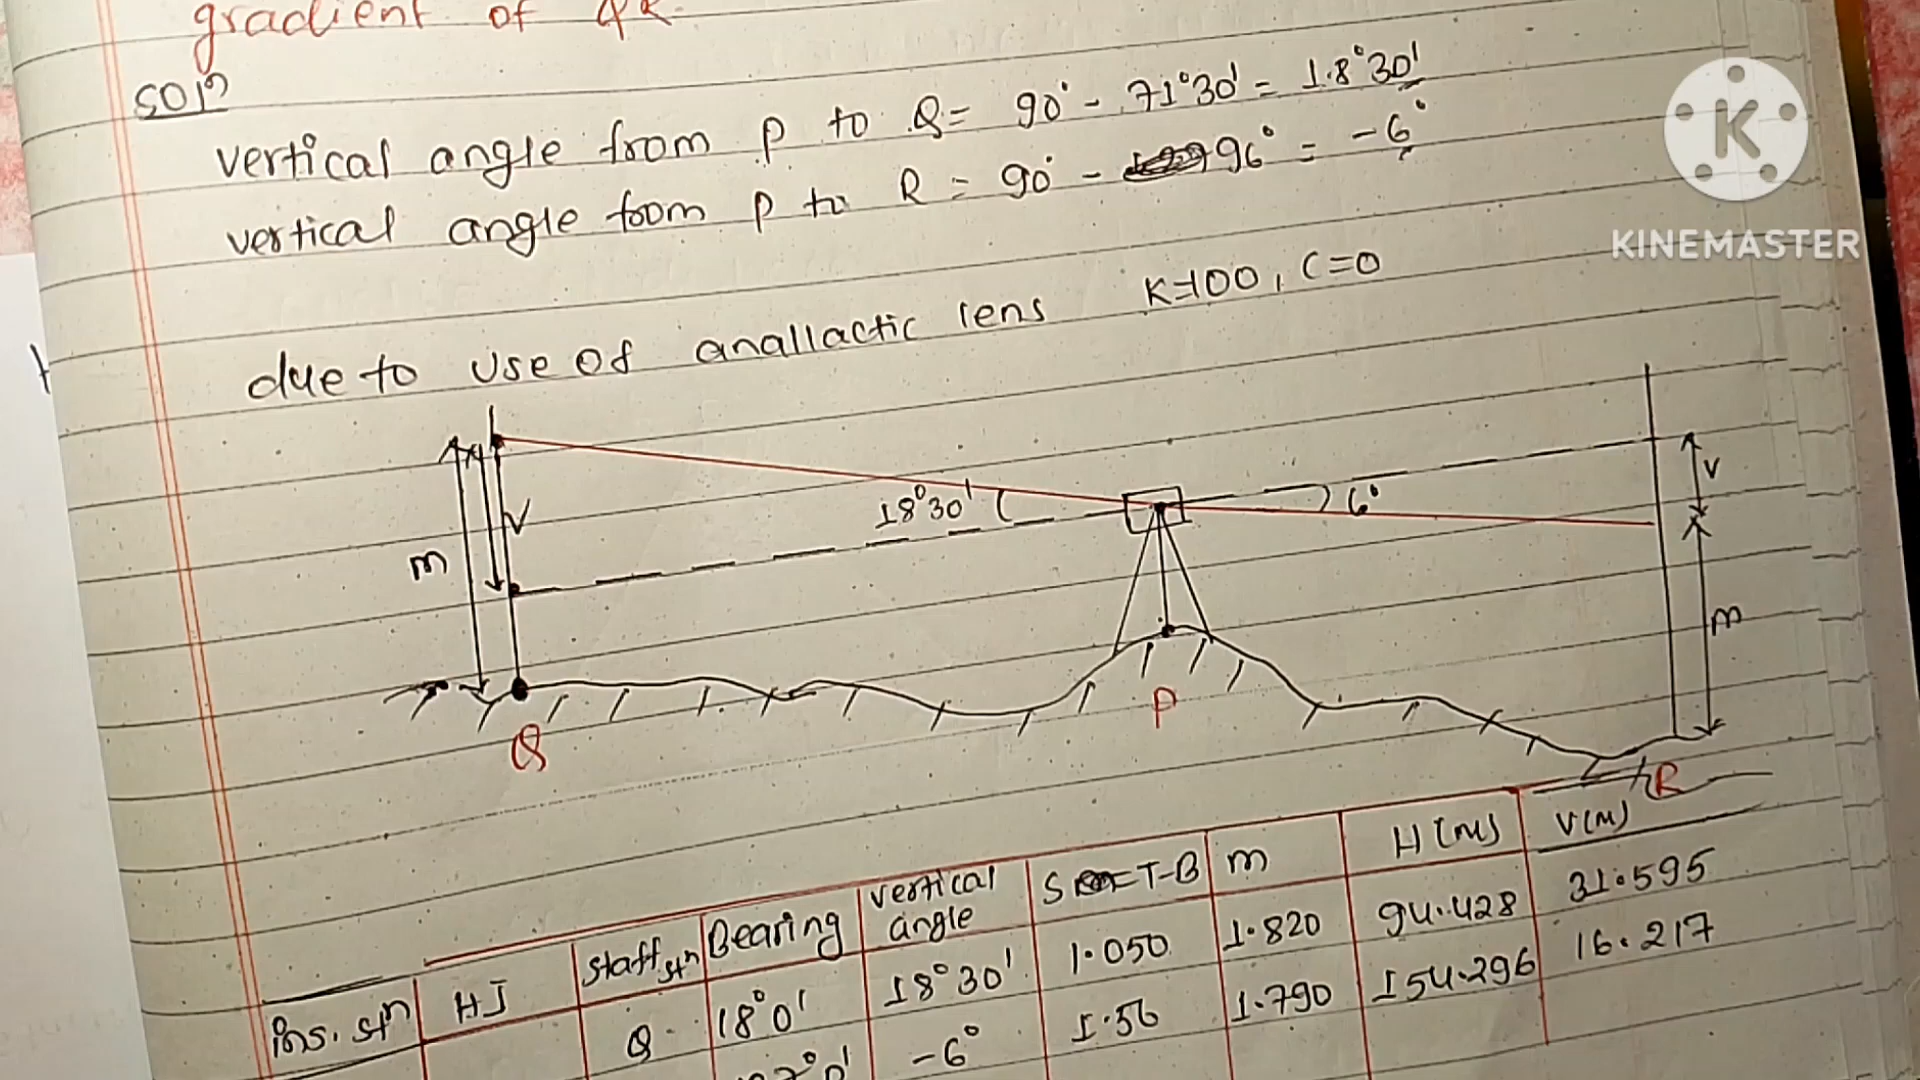 gradient of QR.
Solⁿ
vertical angle from P to Q = 90° - 71°30' = 18°30'
vertical angle from P to R = 90° - 96° = -6°
KINEMASTER
due to use of anallactic lens K=100, C=0
18°30'
6°
V
V
m
m
Q
P
R
Ins. stⁿ HI Staff stⁿ Bearing vertical angle S = T-B m H(m) V(m)
Q 18°0' 18°30' 1.050 1.820 94.428 31.595
-6° 1.56 1.790 154.296 16.217